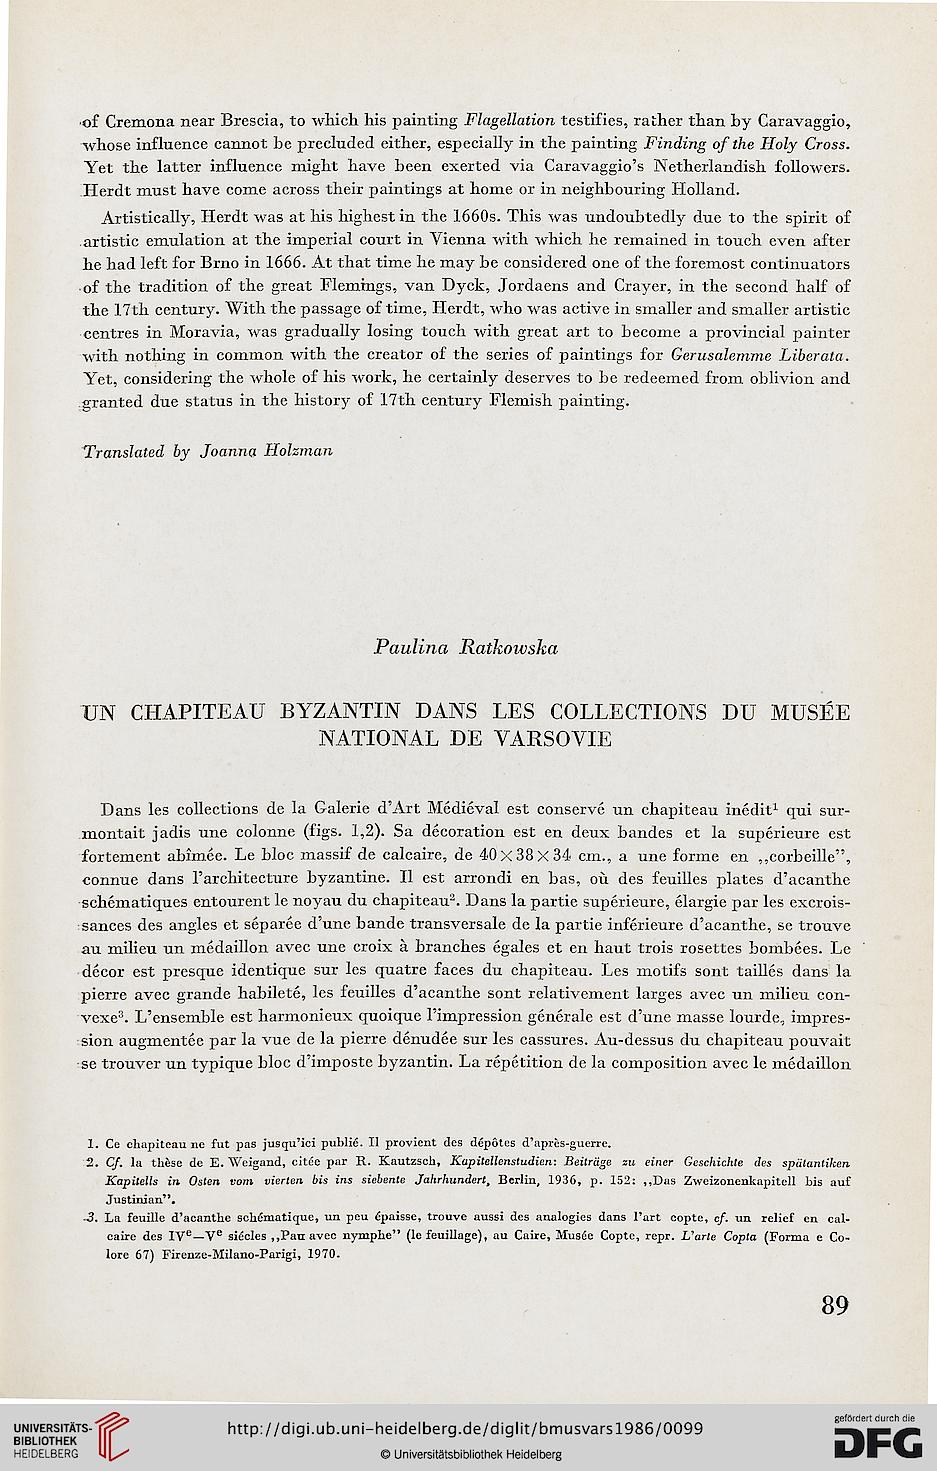 of Cremona near Brescia, to which his painting Flagellation testifies, rather than by Caravaggio,
whose influence cannot be precluded either, especially in the painting Finding of the Holy Cross.
Yet the latter influence might have been exerted via Caravaggio's Netherlandish followers.
Herdt must have come across their paintings at home or in neighbouring Holland.
Artistically, Herdt was at his highest in the 1660s. This was undoubtedly due to the spirit of
artistic emulation at the imperial court in Vienna with which he remained in touch even after
he had left for Brno in 1666. At that time he may be considered one of the foremost continuators
of the tradition of the great Flemings, van Dyck, Jordaens and Crayer, in the second half of
the 17th century. With the passage of time, Herdt, who was active in smaller and smaller artistic
centres in Moravia, was gradually losing touch with great art to become a provincial painter
with nothing in common with the creator of the series of paintings for Gerusalemme Liberata.
Yet, considering the whole of his work, he certainly deserves to be redeemed from oblivion and
granted due status in the history of 17th century Flemish painting.
Translated by Joanna Holzman
Paulina Ratkowska
UN CHAPITEAU BYZANTIN DANS LES COLLECTIONS DU MUSÉE
NATIONAL DE VARSOVIE
Dans les collections de la Galerie d'Art Médiéval est conservé un chapiteau inédit¹ qui sur-
montait jadis une colonne (figs. 1,2). Sa décoration est en deux bandes et la supérieure est
fortement abîmée. Le bloc massif de calcaire, de 40×38×34 cm., a une forme en ,,corbeille”,
connue dans l'architecture byzantine. Il est arrondi en bas, où des feuilles plates d'acanthe
schématiques entourent le noyau du chapiteau². Dans la partie supérieure, élargie par les excrois-
sances des angles et séparée d'une bande transversale de la partie inférieure d'acanthe, se trouve
au milieu un médaillon avec une croix à branches égales et en haut trois rosettes bombées. Le
décor est presque identique sur les quatre faces du chapiteau. Les motifs sont taillés dans la
pierre avec grande habileté, les feuilles d'acanthe sont relativement larges avec un milieu con-
vexe³. L'ensemble est harmonieux quoique l'impression générale est d'une masse lourde, impres-
sion augmentée par la vue de la pierre dénudée sur les cassures. Au-dessus du chapiteau pouvait
se trouver un typique bloc d'imposte byzantin. La répétition de la composition avec le médaillon
1. Ce chapiteau ne fut pas jusqu'ici publié. Il provient des dépôtes d'après-guerre.
2. Cf. la thèse de E. Weigand, citée par R. Kautzsch, Kapitellenstudien: Beiträge zu einer Geschichte des spätantiken
Kapitells in Osten vom vierten bis ins siebente Jahrhundert, Berlin, 1936, p. 152: ,,Das Zweizonenkapitell bis auf
Justinian”.
3. La feuille d'acanthe schématique, un peu épaisse, trouve aussi des analogies dans l'art copte, cf. un relief en cal-
caire des IVe—Ve siécles ,,Pan avec nymphe” (le feuillage), au Caire, Musée Copte, repr. L'arte Copta (Forma e Co-
lore 67) Firenze-Milano-Parigi, 1970.
89
UNIVERSITÄTS-
BIBLIOTHEK
HEIDELBERG
http://digi.ub.uni-heidelberg.de/diglit/bmusvars1986/0099
© Universitätsbibliothek Heidelberg
gefördert durch die
DFG